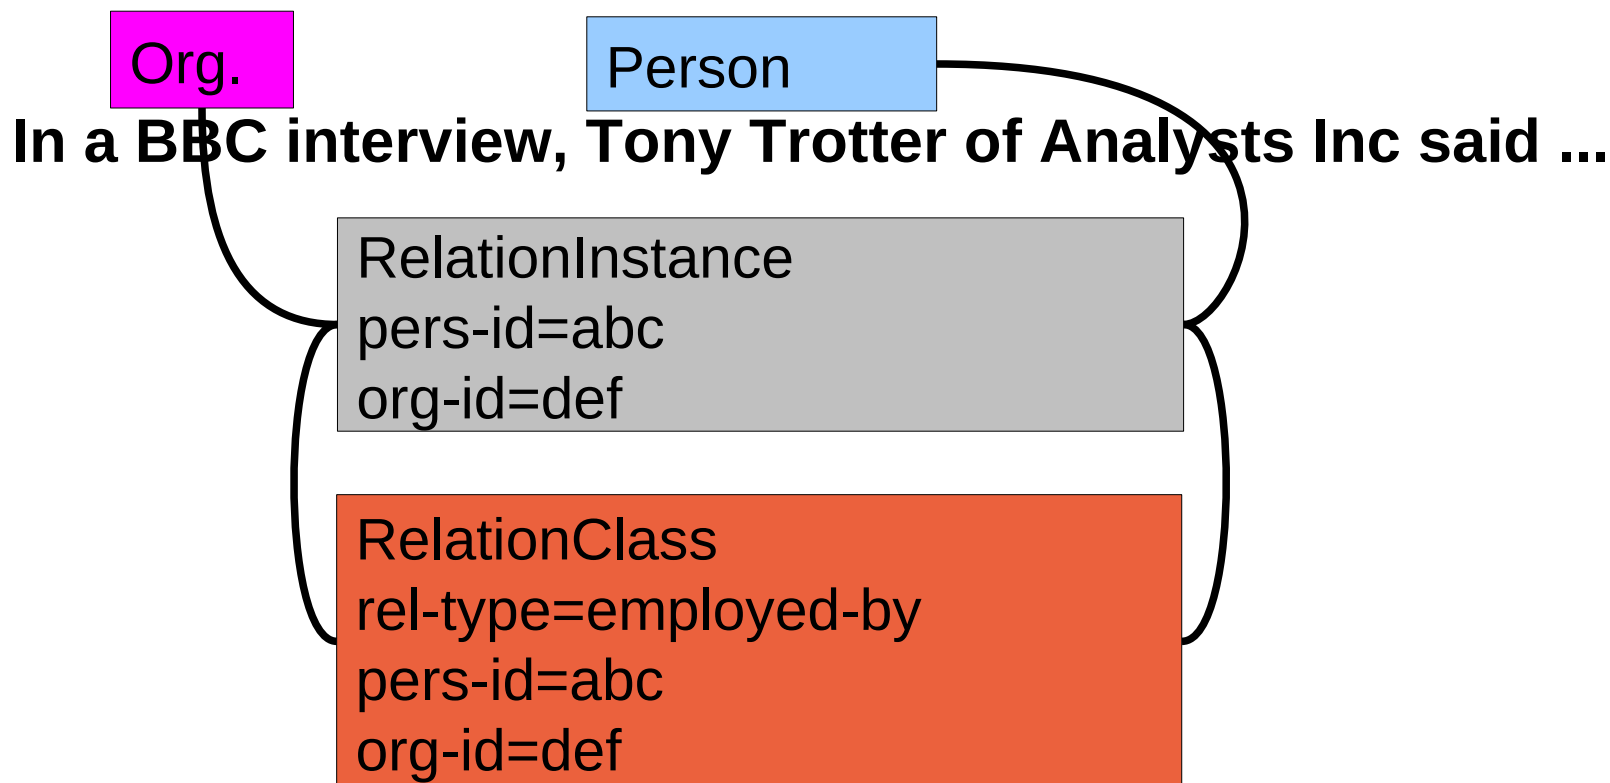 Org.
Person
In a BBC interview, Tony Trotter of Analysts Inc said ...
RelationInstance
pers-id=abc
org-id=def
RelationClass
rel-type=employed-by
pers-id=abc
org-id=def